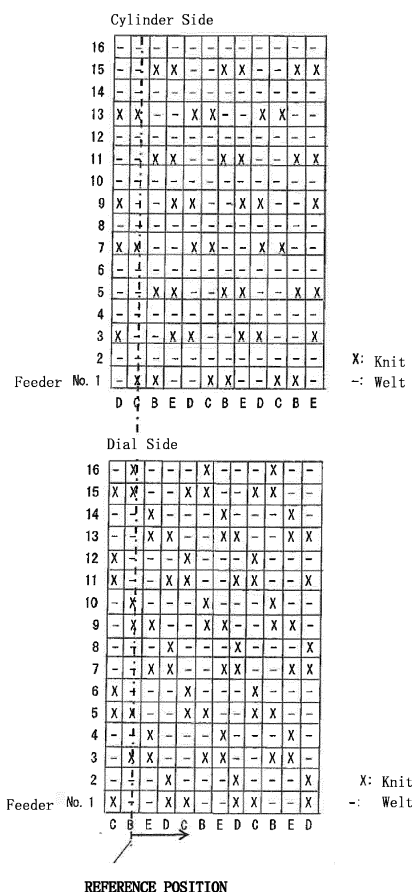 Cylinder Side
16 - - - - - - - - - - - -
15 - - X X - - X X - - X X
14 - - - - - - - - - - - -
13 X X - - X X - - X X - -
12 - - - - - - - - - - - -
11 - - X X - - X X - - X X
10 - - - - - - - - - - - -
9 X - - X X - - X X - - X
8 - - - - - - - - - - - -
7 X X - - X X - - X X - -
6 - - - - - - - - - - - -
5 - - X X - - X X - - X X
4 - - - - - - - - - - - -
3 X - - X X - - X X - - X
2 - - - - - - - - - - - -
Feeder No. 1 - X X - - X X - - X X -
D C B E D C B E D C B E
X: Knit
-: Welt
Dial Side
16 - X - - - X - - - X - -
15 X X - - X X - - X X - -
14 - - X - - - X - - - X -
13 - - X X - - X X - - X X
12 X - - - X - - - X - - -
11 X - - X X - - X X - - X
10 - X - - - X - - - X - -
9 - X X - - X X - - X X -
8 - - - X - - - X - - - X
7 - - X X - - X X - - X X
6 X - - - X - - - X - - -
5 X X - - X X - - X X - -
4 - - X - - - X - - - X -
3 - X X - - X X - - X X -
2 - - - X - - - X - - - X
Feeder No. 1 X - - X X - - X X - - X
C B E D C B E D C B E D
X: Knit
-: Welt
REFERENCE POSITION